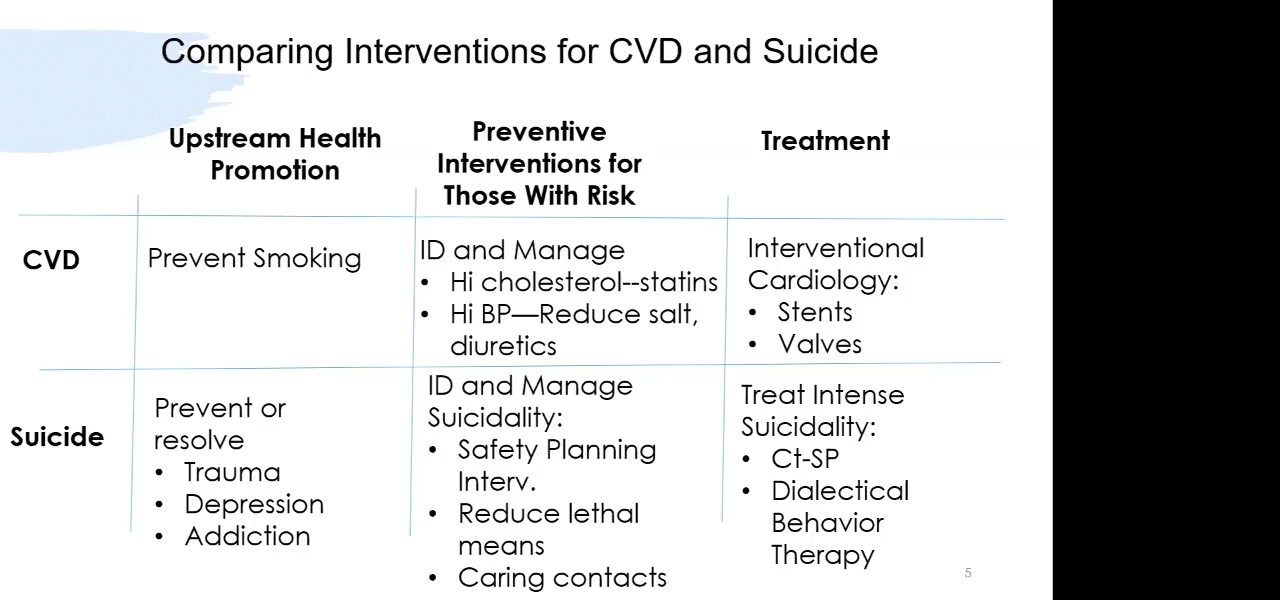 Comparing Interventions for CVD and Suicide
Upstream Health
Promotion
Preventive
Interventions for
Those With Risk
Treatment
CVD
Prevent Smoking
ID and Manage
• Hi cholesterol--statins
• Hi BP—Reduce salt,
diuretics
Interventional
Cardiology:
• Stents
• Valves
Suicide
Prevent or
resolve
• Trauma
• Depression
• Addiction
ID and Manage
Suicidality:
• Safety Planning
Interv.
• Reduce lethal
means
• Caring contacts
Treat Intense
Suicidality:
• Ct-SP
• Dialectical
Behavior
Therapy
5